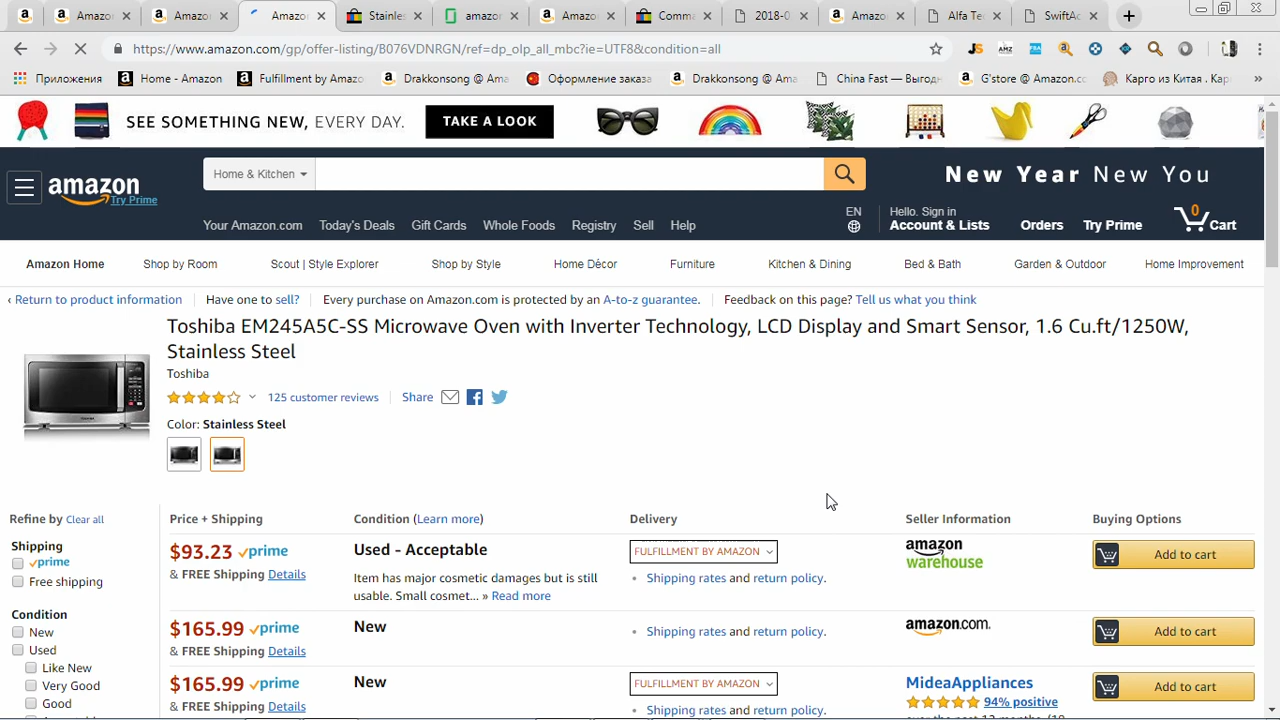 Amazo
Amazo
Amazo
Stainles
amazor
Amazo
Comma
2018-
Amazo
Alfa Te
SwiftAc
https://www.amazon.com/gp/offer-listing/B076VDNRGN/ref=dp_olp_all_mbc?ie=UTF8&condition=all
Приложения
Home - Amazon
Fulfillment by Amazo
Drakkonsong @ Ama
Оформление заказа
Drakkonsong @ Ama
China Fast — Выгодн
G'store @ Amazon.co
Карго из Китая . Кар
SEE SOMETHING NEW, EVERY DAY.
TAKE A LOOK
amazon
Try Prime
Home & Kitchen
New Year New You
Your Amazon.com
Today's Deals
Gift Cards
Whole Foods
Registry
Sell
Help
EN
Hello. Sign in
Account & Lists
Orders
Try Prime
0
Cart
Amazon Home
Shop by Room
Scout | Style Explorer
Shop by Style
Home Décor
Furniture
Kitchen & Dining
Bed & Bath
Garden & Outdoor
Home Improvement
‹ Return to product information
Have one to sell?
Every purchase on Amazon.com is protected by an A-to-z guarantee.
Feedback on this page? Tell us what you think
Toshiba EM245A5C-SS Microwave Oven with Inverter Technology, LCD Display and Smart Sensor, 1.6 Cu.ft/1250W,
Stainless Steel
Toshiba
125 customer reviews
Share
Color: Stainless Steel
Refine by Clear all
Shipping
prime
Free shipping
Condition
New
Used
Like New
Very Good
Good
Price + Shipping
Condition (Learn more)
Delivery
Seller Information
Buying Options
$93.23 prime
& FREE Shipping Details
Used - Acceptable
Item has major cosmetic damages but is still
usable. Small cosmet... » Read more
FULFILLMENT BY AMAZON
• Shipping rates and return policy.
amazon
warehouse
Add to cart
$165.99 prime
& FREE Shipping Details
New
• Shipping rates and return policy.
amazon.com.
Add to cart
$165.99 prime
& FREE Shipping Details
New
FULFILLMENT BY AMAZON
• Shipping rates and return policy.
MideaAppliances
94% positive
Add to cart